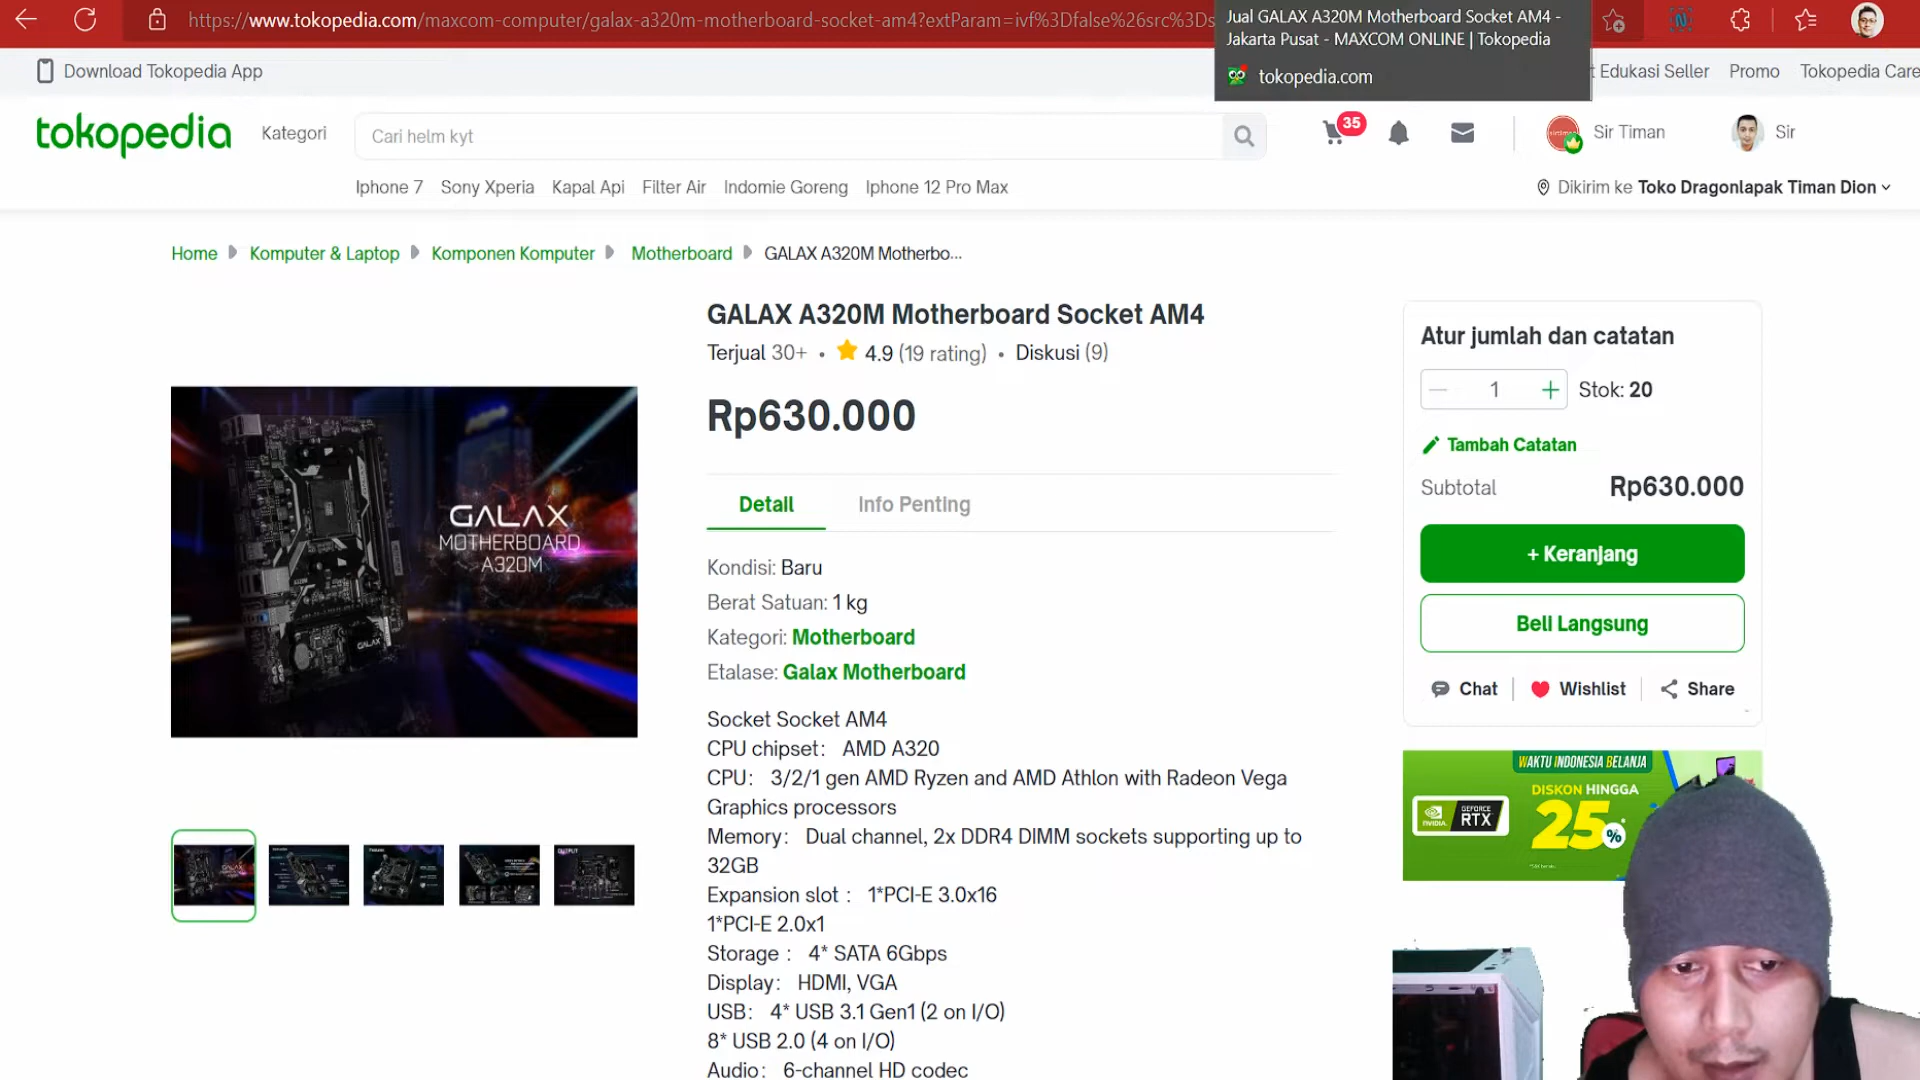 https://www.tokopedia.com/maxcom-computer/galax-a320m-motherboard-socket-am4?extParam=ivf%3Dfalse%26src%3Ds
Jual GALAX A320M Motherboard Socket AM4 -
Jakarta Pusat - MAXCOM ONLINE | Tokopedia
tokopedia.com
Download Tokopedia App
Edukasi Seller
Promo
Tokopedia Care
tokopedia
Kategori
Cari helm kyt
35
Sir Timan
Sir
Iphone 7 Sony Xperia Kapal Api Filter Air Indomie Goreng Iphone 12 Pro Max
Dikirim ke Toko Dragonlapak Timan Dion
Home Komputer & Laptop Komponen Komputer Motherboard GALAX A320M Motherbo...
GALAX
MOTHERBOARD
A320M
GALAX
GALAX A320M Motherboard Socket AM4
Terjual 30+ • 4.9 (19 rating) • Diskusi (9)
Rp630.000
Detail Info Penting
Kondisi: Baru
Berat Satuan: 1 kg
Kategori: Motherboard
Etalase: Galax Motherboard
Socket Socket AM4
CPU chipset： AMD A320
CPU： 3/2/1 gen AMD Ryzen and AMD Athlon with Radeon Vega
Graphics processors
Memory： Dual channel, 2x DDR4 DIMM sockets supporting up to
32GB
Expansion slot： 1*PCI-E 3.0x16
1*PCI-E 2.0x1
Storage： 4* SATA 6Gbps
Display： HDMI, VGA
USB： 4* USB 3.1 Gen1 (2 on I/O)
8* USB 2.0 (4 on I/O)
Audio： 6-channel HD codec
Atur jumlah dan catatan
1
Stok: 20
Tambah Catatan
Subtotal Rp630.000
+ Keranjang
Beli Langsung
Chat Wishlist Share
WAKTU INDONESIA BELANJA
DISKON HINGGA
25%
NVIDIA.
GEFORCE
RTX